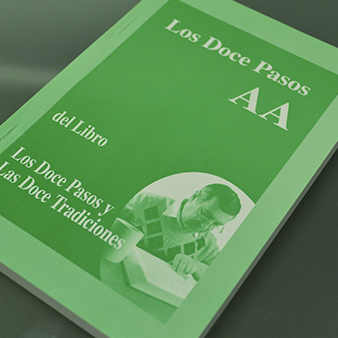 Los Doce Pasos
AA
del Libro
Los Doce Pasos y
Las Doce Tradiciones